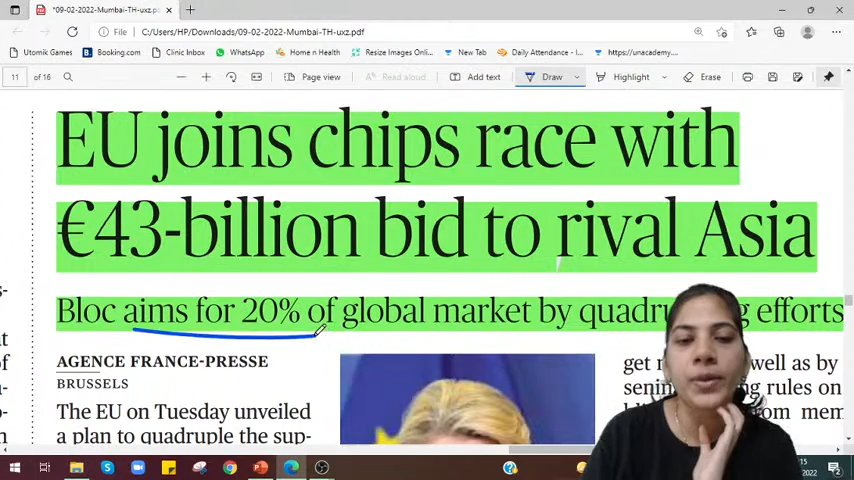 *09-02-2022-Mumbai-TH-uxz.pdf
File
C:/Users/HP/Downloads/09-02-2022-Mumbai-TH-uxz.pdf
Utomik Games
Booking.com
Clinic Inbox
WhatsApp
Home n Health
Resize Images Onlin...
New Tab
Daily Attendance - I...
https://unacademy....
11 of 16
Page view
Read aloud
Add text
Draw
Highlight
Erase
EU joins chips race with
€43-billion bid to rival Asia
Bloc aims for 20% of global market by efforts
AGENCE FRANCE-PRESSE
BRUSSELS
The EU on Tuesday unveiled
a plan to quadruple the sup-
get well as by
rules on
mem